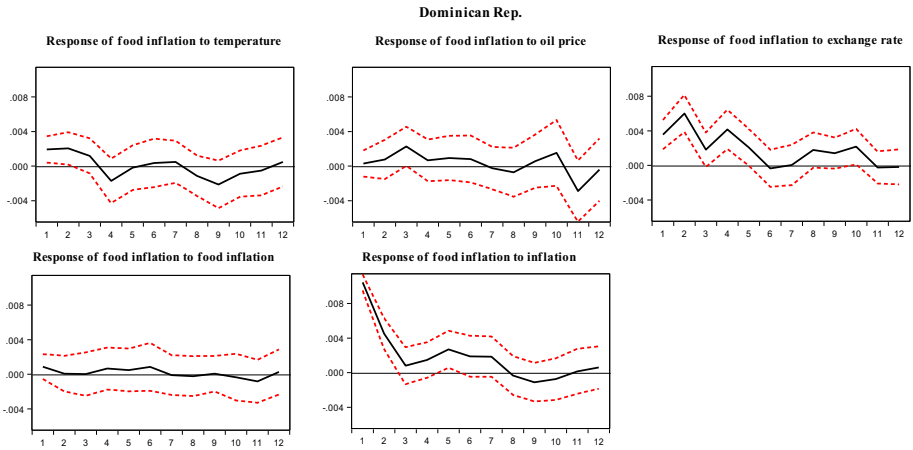 Dominican Rep.
Response of food inflation to temperature
.008
.004
.000
-.004
1 2 3 4 5 6 7 8 9 10 11 12
Response of food inflation to oil price
.008
.004
.000
-.004
1 2 3 4 5 6 7 8 9 10 11 12
Response of food inflation to exchange rate
.008
.004
.000
-.004
1 2 3 4 5 6 7 8 9 10 11 12
Response of food inflation to food inflation
.008
.004
.000
-.004
1 2 3 4 5 6 7 8 9 10 11 12
Response of food inflation to inflation
.008
.004
.000
-.004
1 2 3 4 5 6 7 8 9 10 11 12